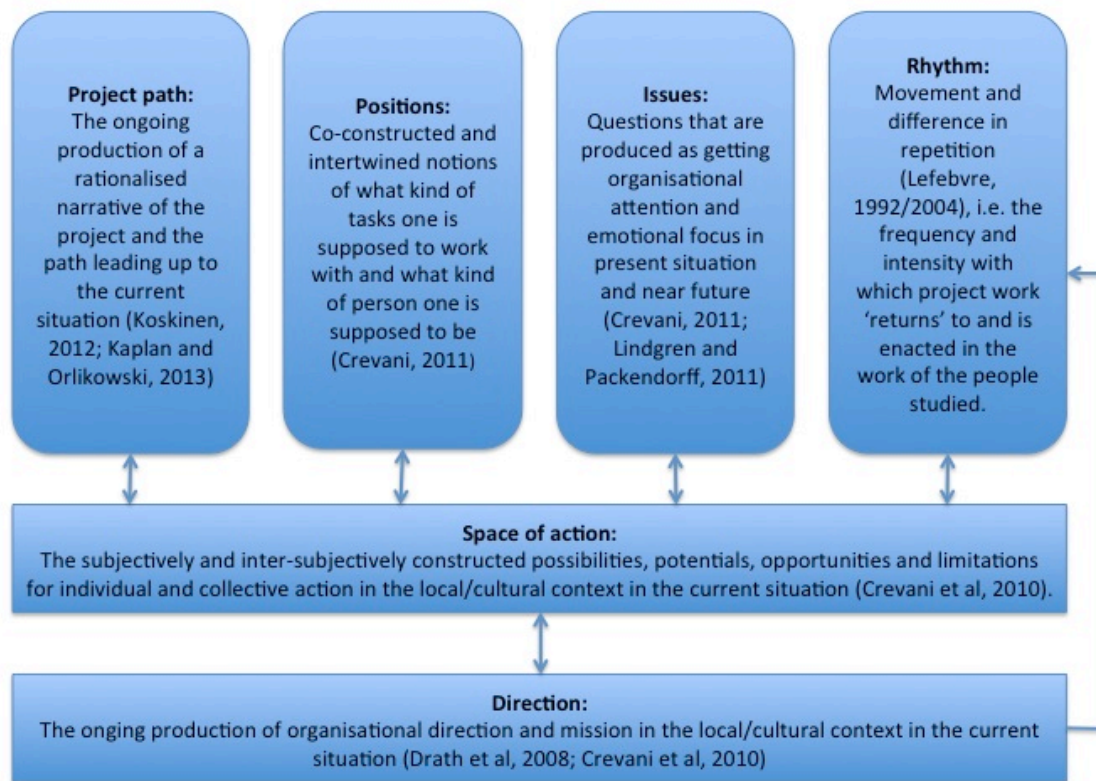 Project path:
The ongoing
production of a
rationalised
narrative of the
project and the
path leading up to
the current
situation (Koskinen,
2012; Kaplan and
Orlikowski, 2013)
Positions:
Co-constructed and
intertwined notions
of what kind of
tasks one is
supposed to work
with and what kind
of person one is
supposed to be
(Crevani, 2011)
Issues:
Questions that are
produced as getting
organisational
attention and
emotional focus in
present situation
and near future
(Crevani, 2011;
Lindgren and
Packendorff, 2011)
Rhythm:
Movement and
difference in
repetition
(Lefebvre,
1992/2004), i.e. the
frequency and
intensity with
which project work
‘returns’ to and is
enacted in the
work of the people
studied.
Space of action:
The subjectively and inter-subjectively constructed possibilities, potentials, opportunities and limitations
for individual and collective action in the local/cultural context in the current situation (Crevani et al, 2010).
Direction:
The onging production of organisational direction and mission in the local/cultural context in the current
situation (Drath et al, 2008; Crevani et al, 2010)